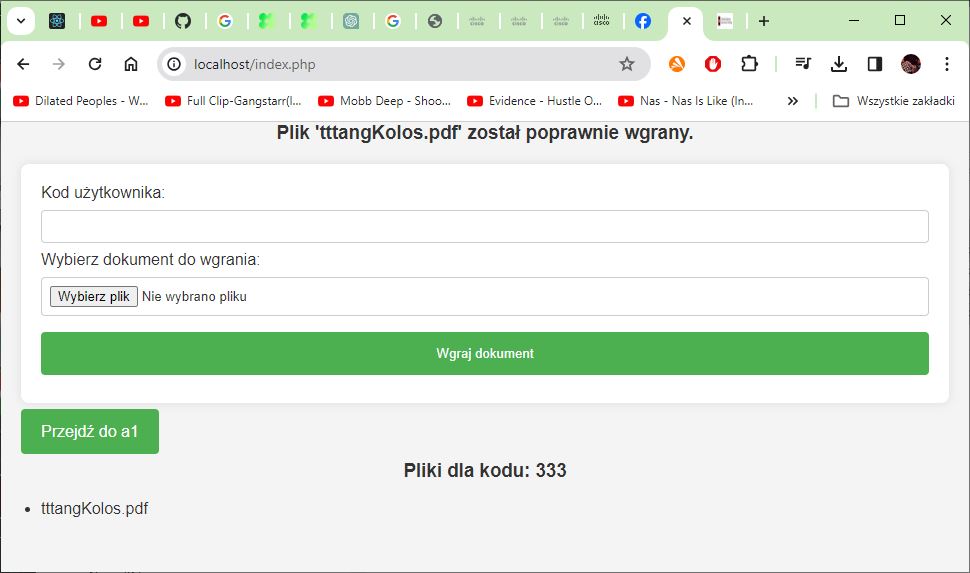 localhost/index.php
Dilated Peoples - W...
Full Clip-Gangstarr(I...
Mobb Deep - Shoo...
Evidence - Hustle O...
Nas - Nas Is Like (In...
Wszystkie zakładki
Plik 'tttangKolos.pdf' został poprawnie wgrany.
Kod użytkownika:
Wybierz dokument do wgrania:
Wybierz plik Nie wybrano pliku
Wgraj dokument
Przejdź do a1
Pliki dla kodu: 333
• tttangKolos.pdf